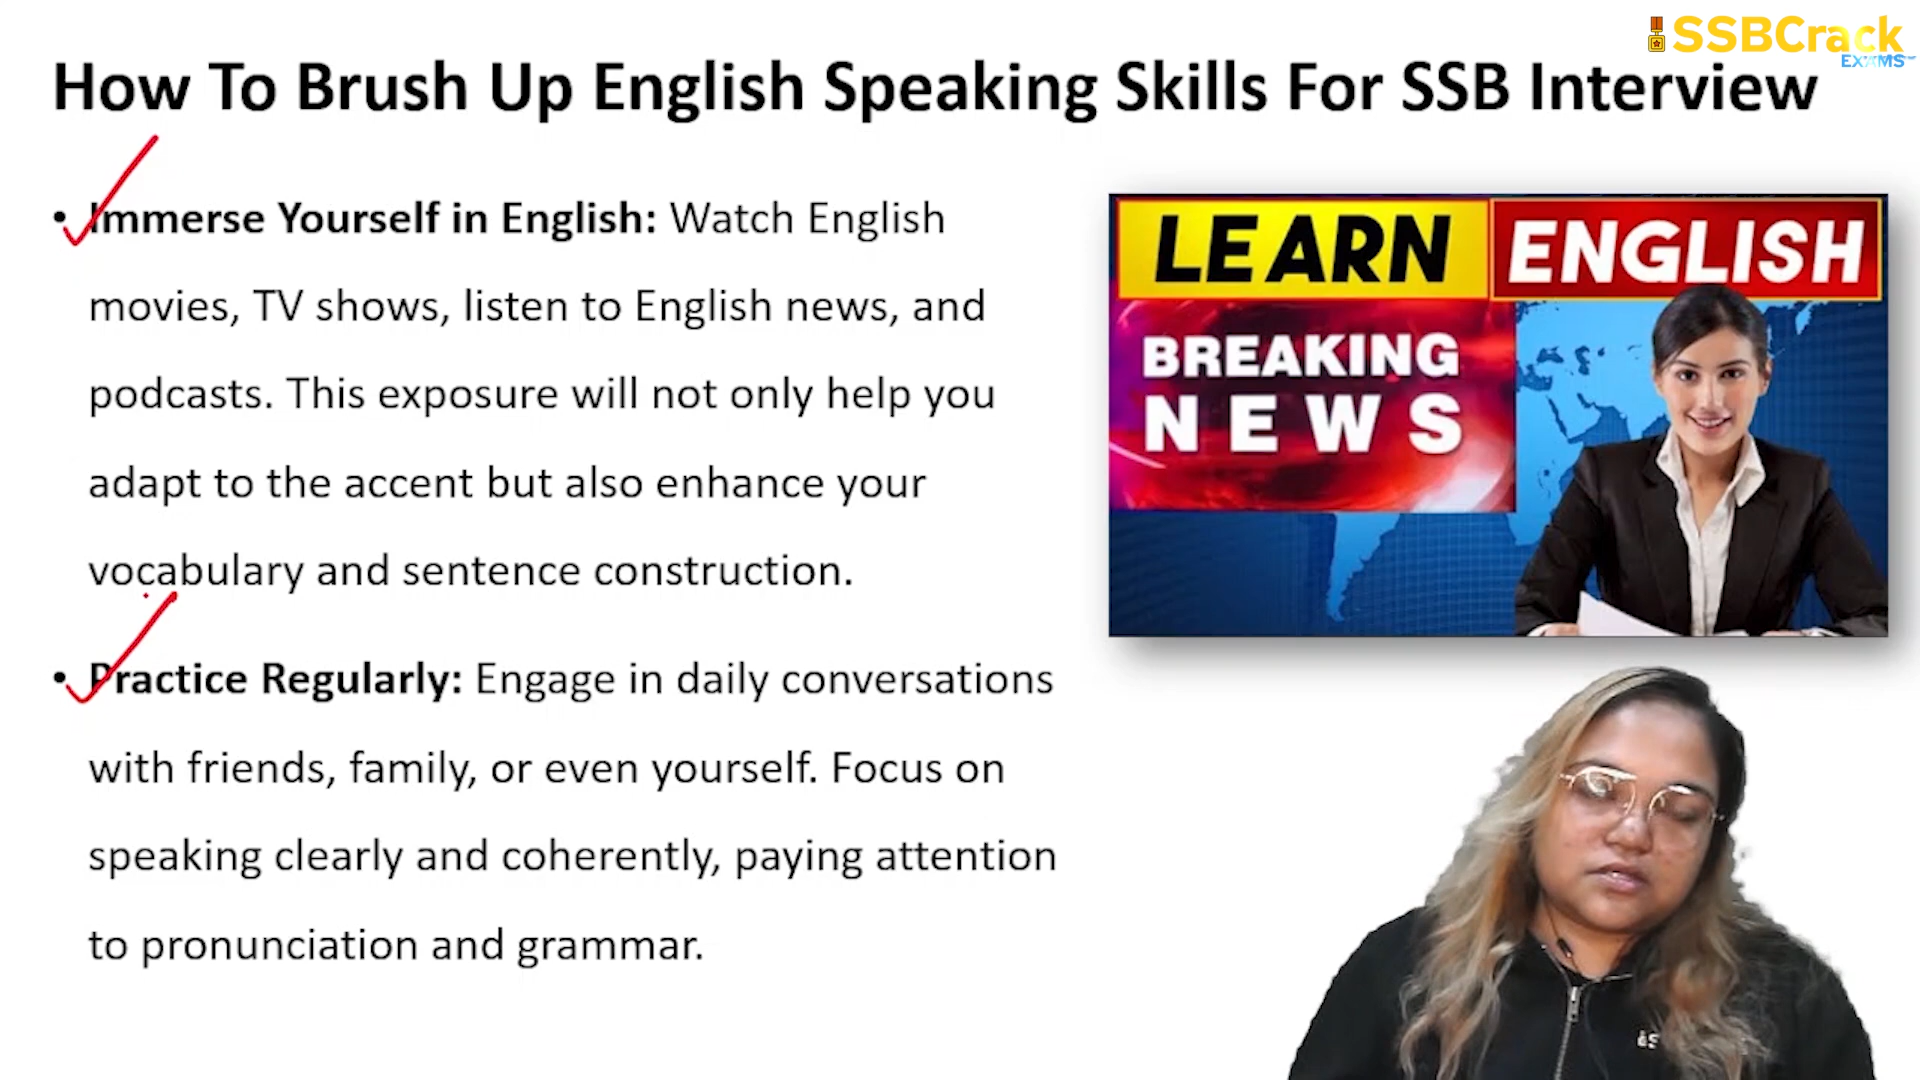 SSBCrack
EXAMS
How To Brush Up English Speaking Skills For SSB Interview
• Immerse Yourself in English: Watch English
movies, TV shows, listen to English news, and
podcasts. This exposure will not only help you
adapt to the accent but also enhance your
vocabulary and sentence construction.
• Practice Regularly: Engage in daily conversations
with friends, family, or even yourself. Focus on
speaking clearly and coherently, paying attention
to pronunciation and grammar.
LEARN ENGLISH
BREAKING
NEWS